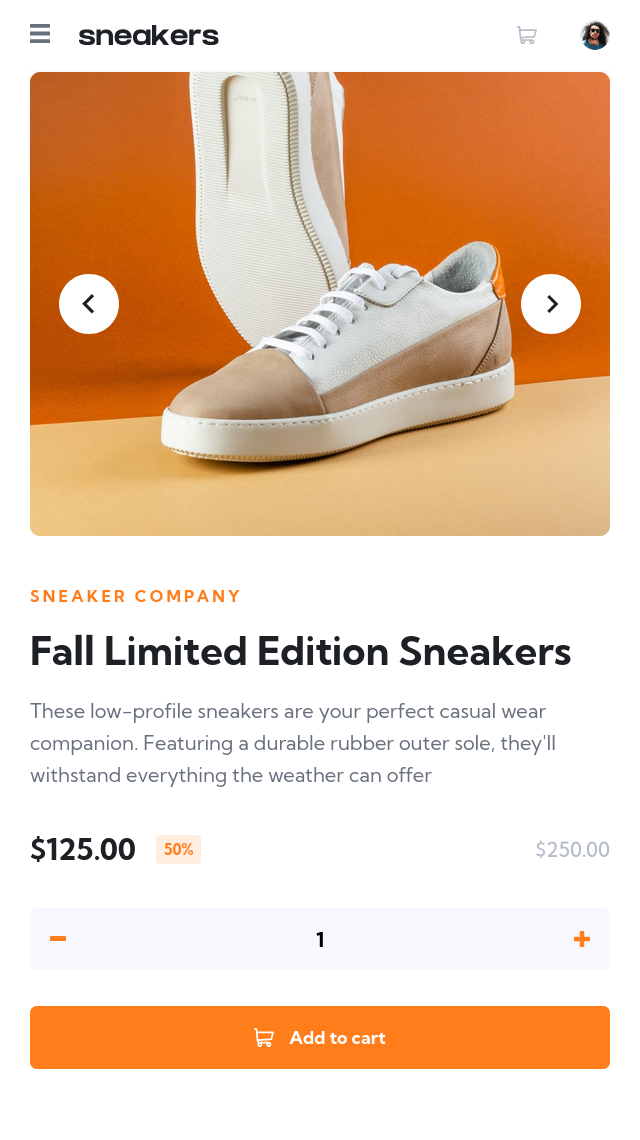 sneakers
SNEAKER COMPANY
Fall Limited Edition Sneakers
These low-profile sneakers are your perfect casual wear
companion. Featuring a durable rubber outer sole, they'll
withstand everything the weather can offer
$125.00 50% $250.00
1
Add to cart